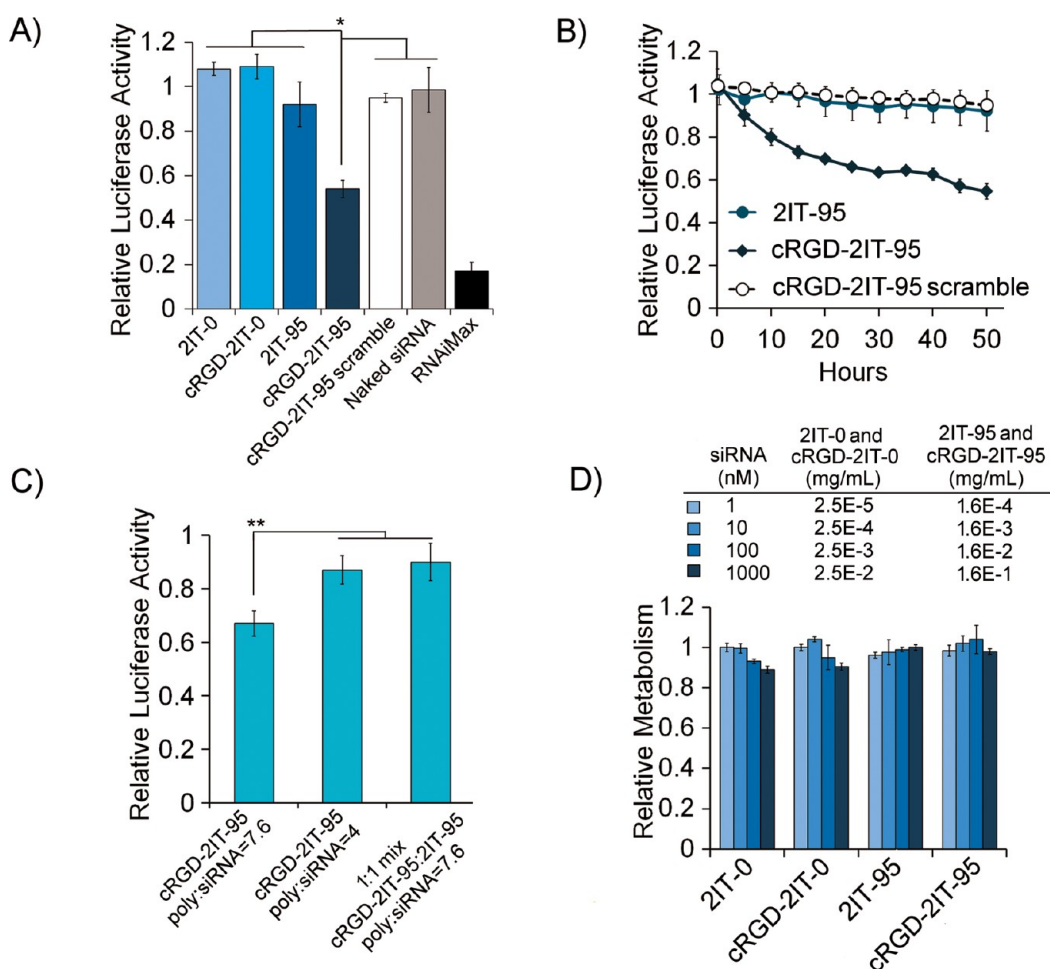 A)
*
Relative Luciferase Activity
1.2
1
0.8
0.6
0.4
0.2
0
2IT-0
cRGD-2IT-0
2IT-95
cRGD-2IT-95
cRGD-2IT-95 scramble
Naked siRNA
RNAiMax
B)
Relative Luciferase Activity
1.2
1.0
0.8
0.6
0.4
0.2
0
2IT-95
cRGD-2IT-95
cRGD-2IT-95 scramble
0 10 20 30 40 50
Hours
C)
**
Relative Luciferase Activity
1
0.8
0.6
0.4
0.2
0
cRGD-2IT-95
poly:siRNA=7.6
cRGD-2IT-95
poly:siRNA=4
1:1 mix
cRGD-2IT-95:2IT-95
poly:siRNA=7.6
D)
siRNA
(nM)
2IT-0 and
cRGD-2IT-0
(mg/mL)
2IT-95 and
cRGD-2IT-95
(mg/mL)
1 2.5E-5 1.6E-4
10 2.5E-4 1.6E-3
100 2.5E-3 1.6E-2
1000 2.5E-2 1.6E-1
Relative Metabolism
1.2
1
0.8
0.6
0.4
0.2
0
2IT-0
cRGD-2IT-0
2IT-95
cRGD-2IT-95